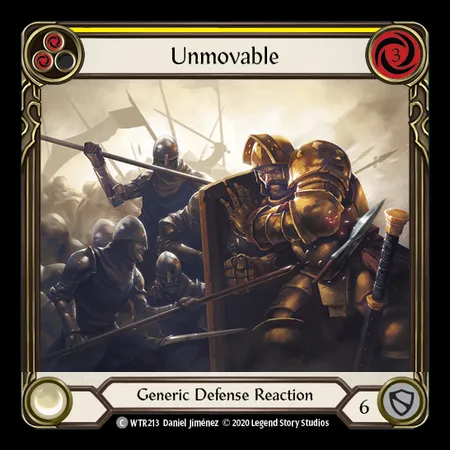 Unmovable
3
Generic Defense Reaction
6
C WTR213 Daniel Jiménez © 2020 Legend Story Studios